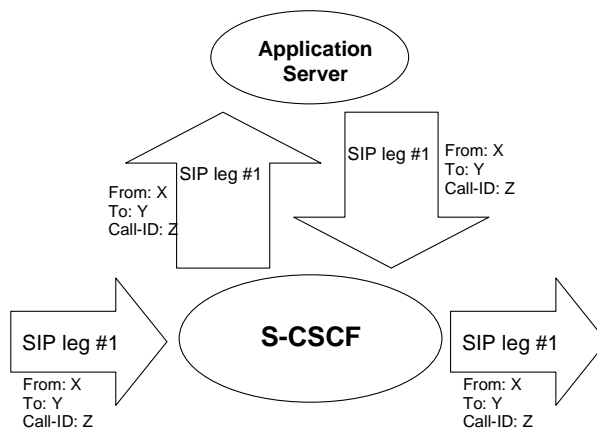 Application
Server
SIP leg #1
From: X
To: Y
Call-ID: Z
SIP leg #1
From: X
To: Y
Call-ID: Z
SIP leg #1
From: X
To: Y
Call-ID: Z
S-CSCF
SIP leg #1
From: X
To: Y
Call-ID: Z